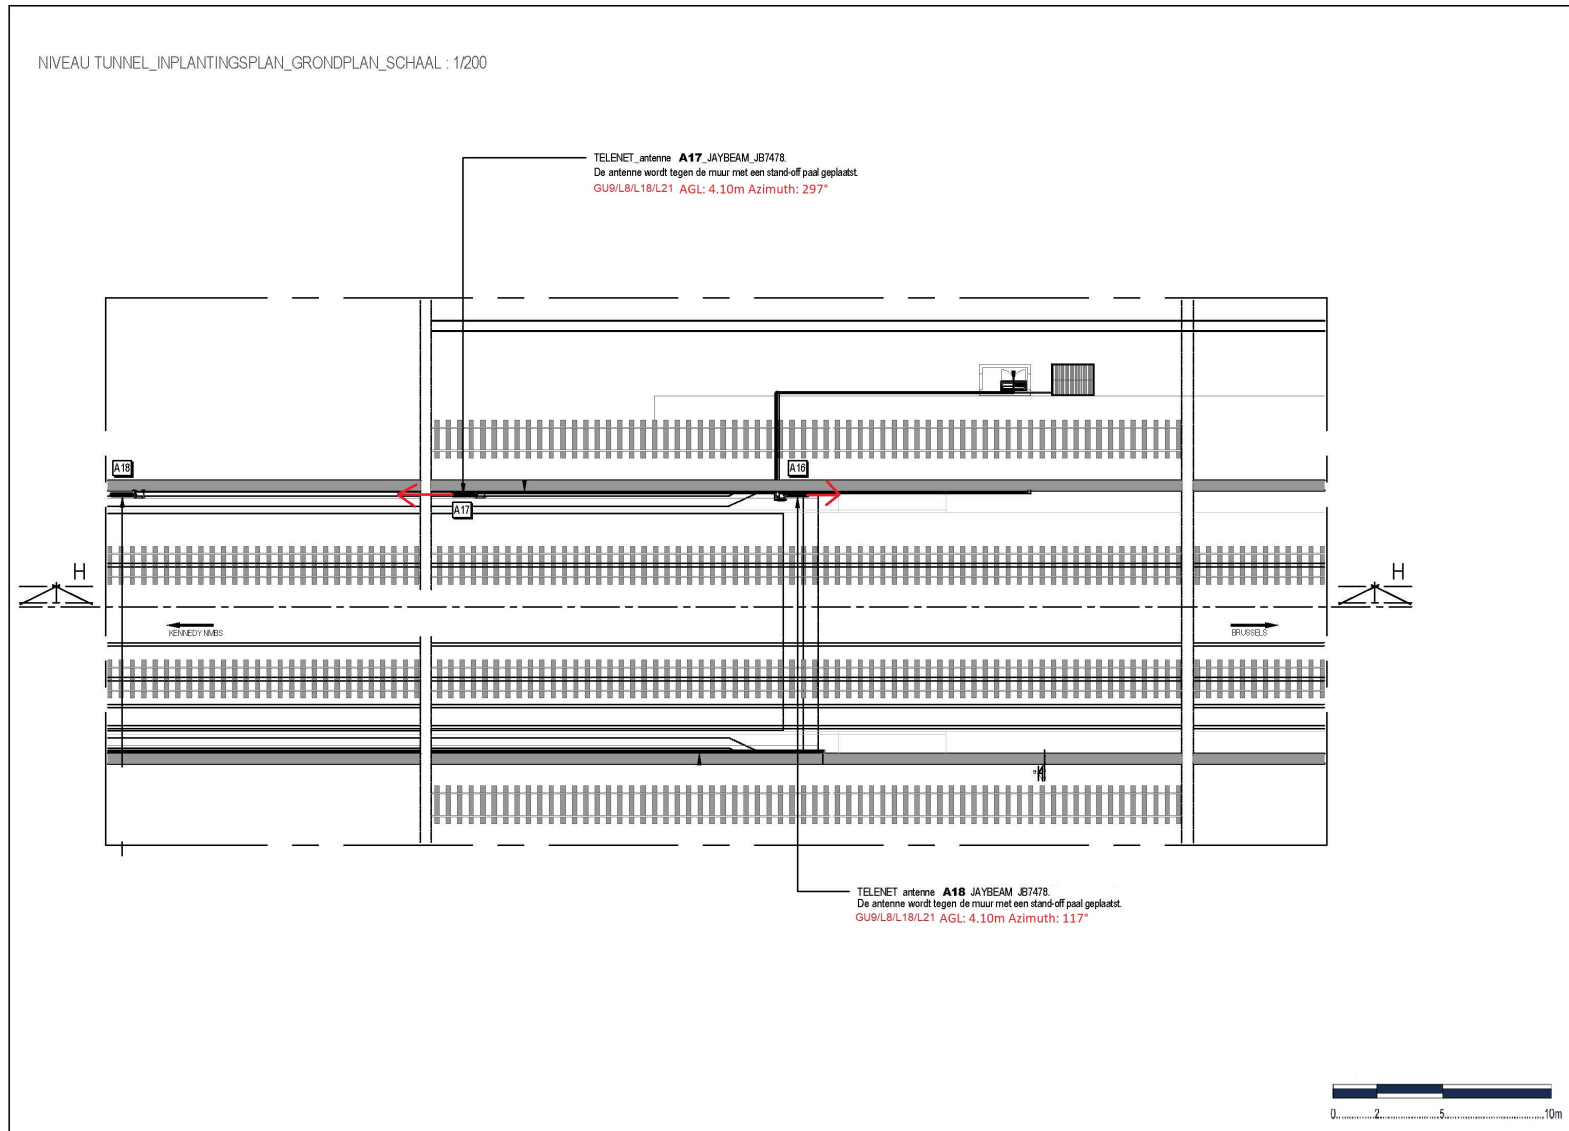 NIVEAU TUNNEL_INPLANTINGSPLAN_GRONDPLAN_SCHAAL : 1/200
TELENET_antenne A17_JAYBEAM_JB7478.
De antenne wordt tegen de muur met een stand-off paal geplaatst.
GU9/L8/L18/L21 AGL: 4.10m Azimuth: 297°
A18
A16
A17
H
H
KENNEDY NMBS
BRUSSELS
TELENET antenne A18 JAYBEAM JB7478.
De antenne wordt tegen de muur met een stand-off paal geplaatst.
GU9/L8/L18/L21 AGL: 4.10m Azimuth: 117°
0 2 5 10m